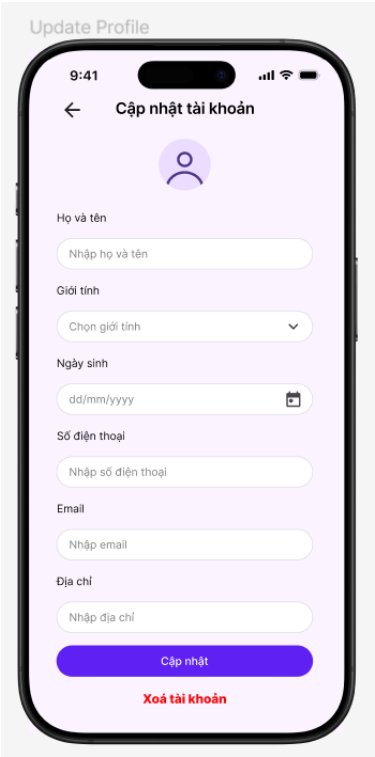 Update Profile
9:41
Cập nhật tài khoản
Họ và tên
Nhập họ và tên
Giới tính
Chọn giới tính
Ngày sinh
dd/mm/yyyy
Số điện thoại
Nhập số điện thoại
Email
Nhập email
Địa chỉ
Nhập địa chỉ
Cập nhật
Xoá tài khoản